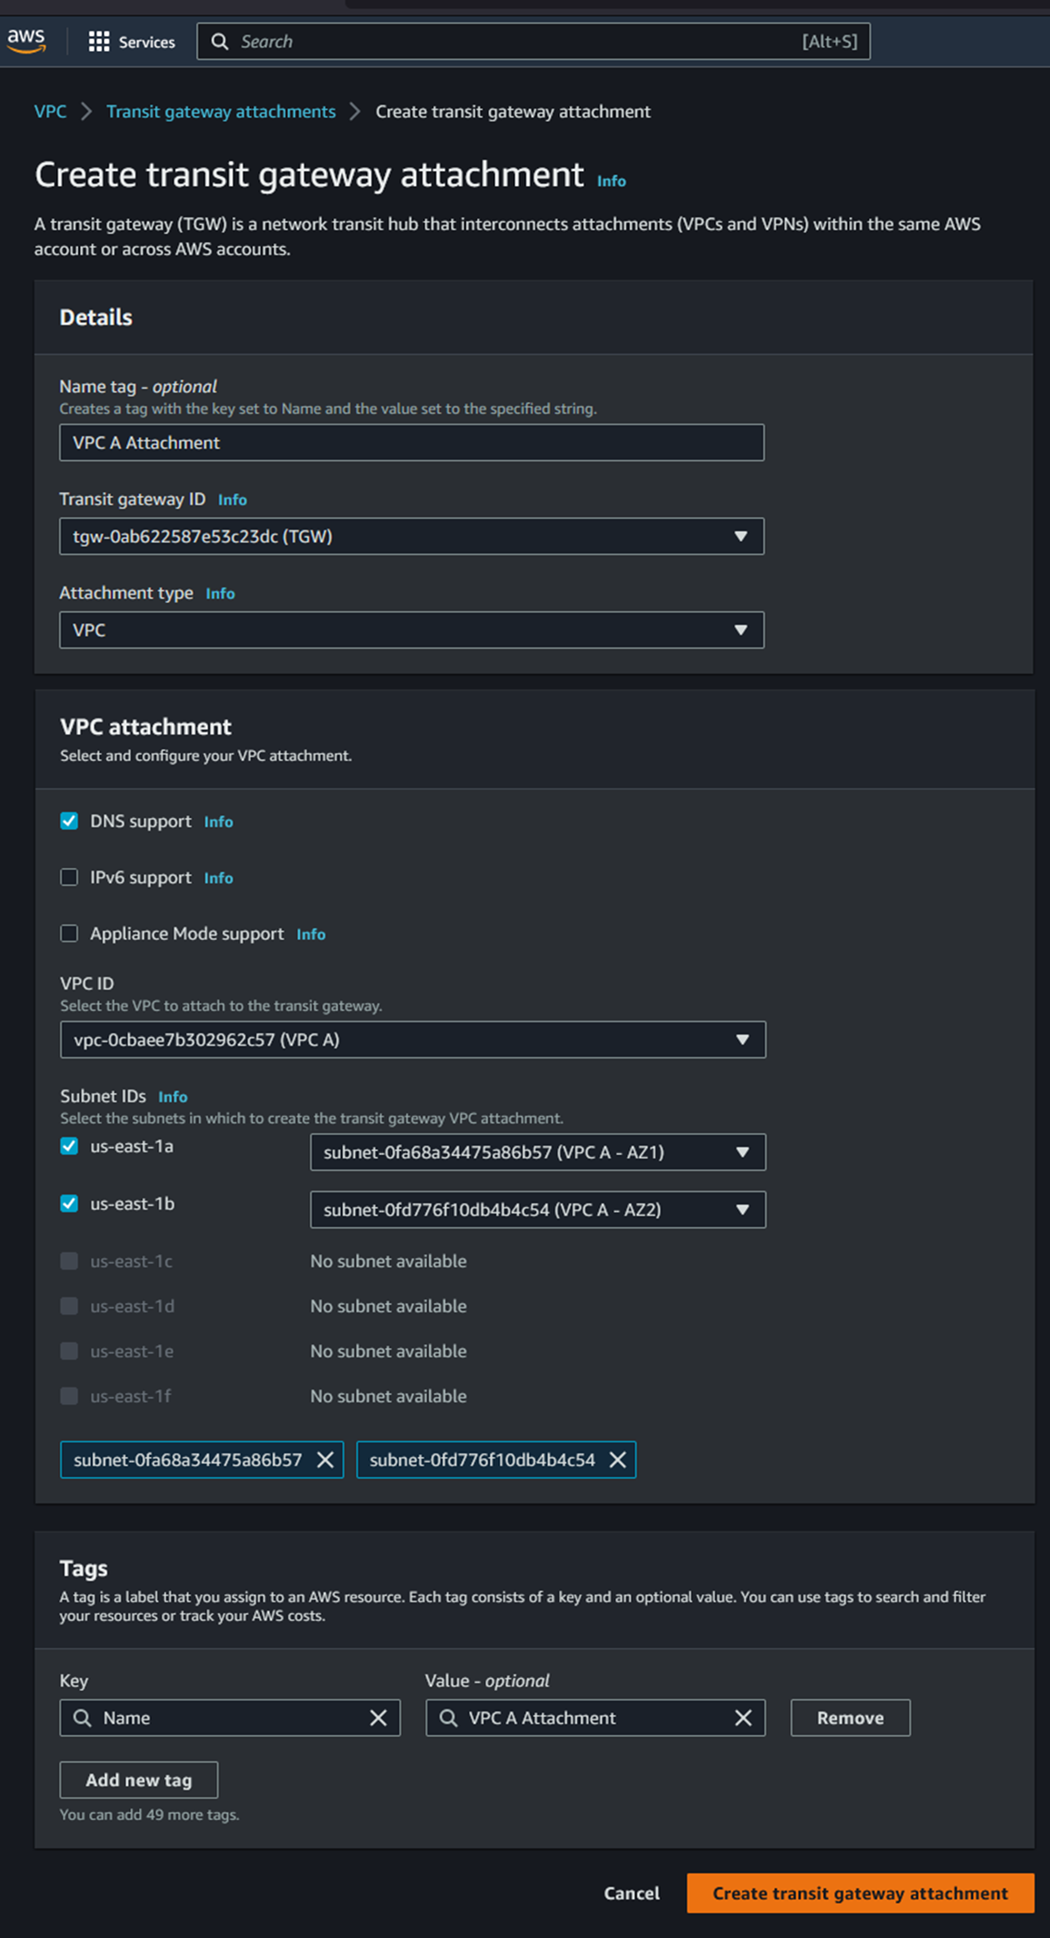 aws Services Search [Alt+S]
VPC > Transit gateway attachments > Create transit gateway attachment
Create transit gateway attachment Info
A transit gateway (TGW) is a network transit hub that interconnects attachments (VPCs and VPNs) within the same AWS
account or across AWS accounts.
Details
Name tag - optional
Creates a tag with the key set to Name and the value set to the specified string.
VPC A Attachment
Transit gateway ID Info
tgw-0ab622587e53c23dc (TGW)
Attachment type Info
VPC
VPC attachment
Select and configure your VPC attachment.
DNS support Info
IPv6 support Info
Appliance Mode support Info
VPC ID
Select the VPC to attach to the transit gateway.
vpc-0cbaee7b302962c57 (VPC A)
Subnet IDs Info
Select the subnets in which to create the transit gateway VPC attachment.
us-east-1a subnet-0fa68a34475a86b57 (VPC A - AZ1)
us-east-1b subnet-0fd776f10db4b4c54 (VPC A - AZ2)
us-east-1c No subnet available
us-east-1d No subnet available
us-east-1e No subnet available
us-east-1f No subnet available
subnet-0fa68a34475a86b57 subnet-0fd776f10db4b4c54
Tags
A tag is a label that you assign to an AWS resource. Each tag consists of a key and an optional value. You can use tags to search and filter
your resources or track your AWS costs.
Key Value - optional
Name VPC A Attachment Remove
Add new tag
You can add 49 more tags.
Cancel Create transit gateway attachment